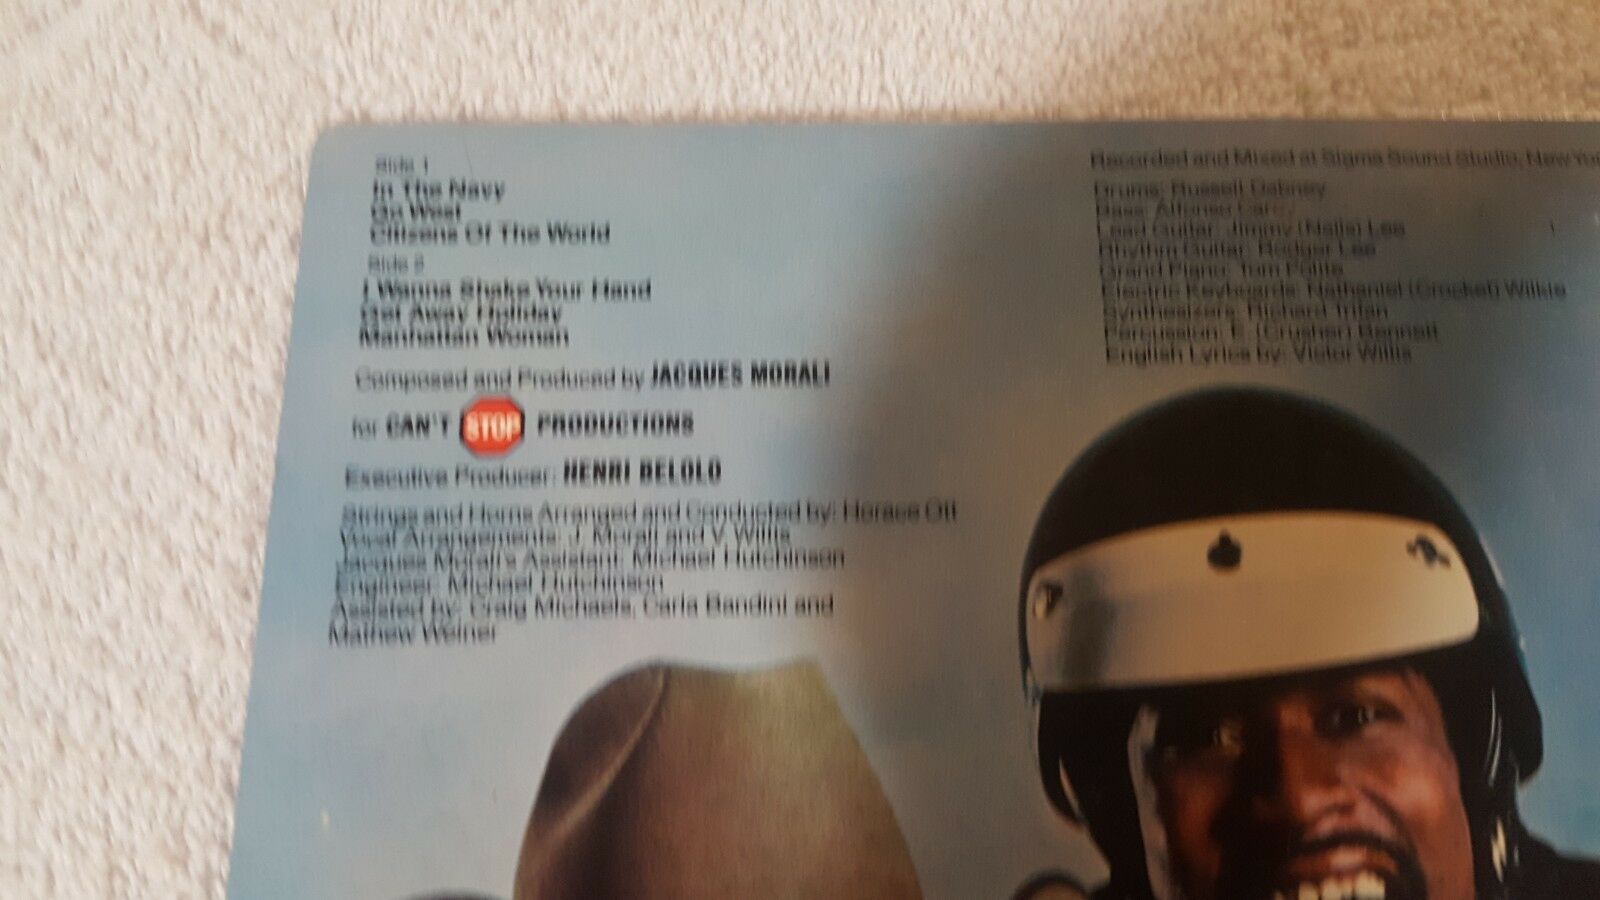 Side 1
In The Navy
Go West
Citizens Of The World
Side 2
I Wanna Shake Your Hand
Get Away Holiday
Manhattan Woman
Composed and Produced by JACQUES MORALI
for CAN'T STOP PRODUCTIONS
Executive Producer: HENRI BELOLO
Strings and Horns Arranged and Conducted by: Horace Ott
Vocal Arrangements: J. Morali and V. Willis
Jacques Morali's Assistant: Michael Hutchinson
Engineer: Michael Hutchinson
Assisted by: Craig Michaels, Carla Bandini and
Mathew Weiner
Recorded and Mixed at Sigma Sound Studio, New
Drums: Russell Dabney
Bass: Alfonso Carey
Lead Guitar: Jimmy (Nails) Lee
Rhythm Guitar: Rodger Lee
Grand Piano: Tom Polite
Electric Keyboards: Nathaniel (Crocket) Wilkie
Synthesizers: Richard Trifan
Percussion: E. (Crusher) Bennett
English Lyrics by: Victor Willis